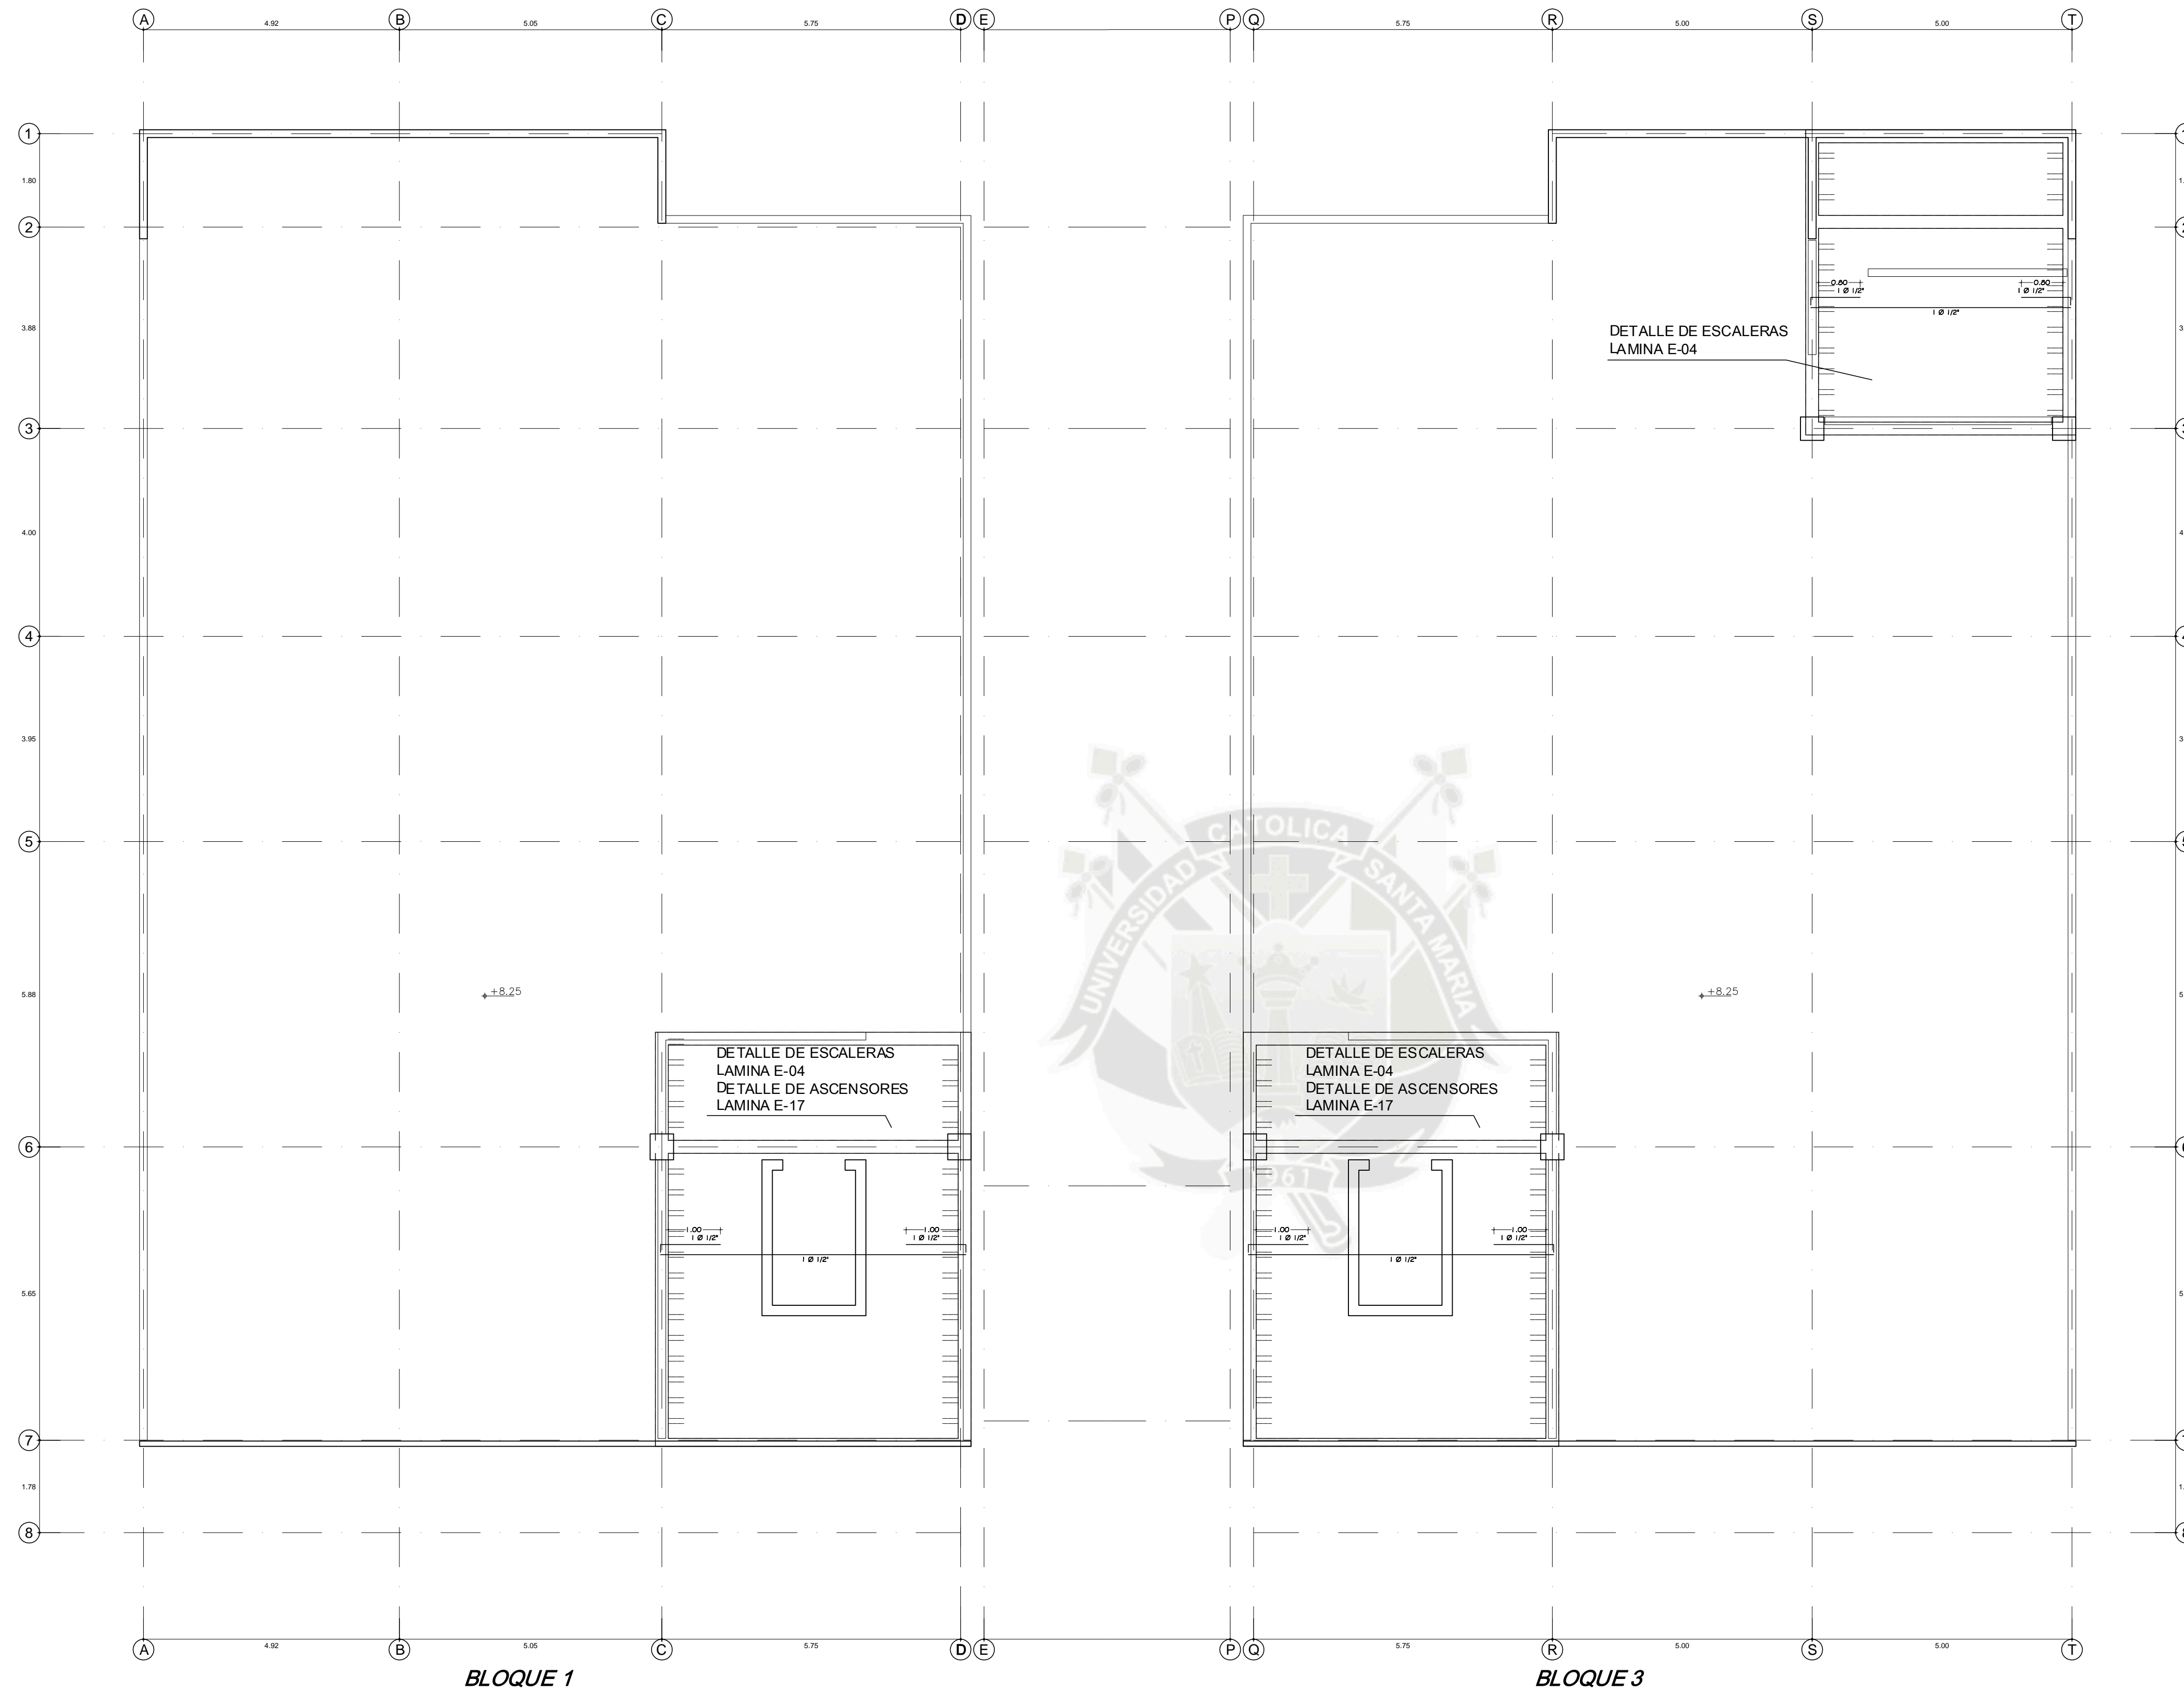 A
4.92
B
5.05
C
5.75
D
E
P
Q
5.75
R
5.00
S
5.00
T
1
1.80
2
3.88
3
4.00
4
3.95
5
5.88
6
5.65
7
1.78
8
0.80
1 Ø 1/2"
0.80
1 Ø 1/2"
1 Ø 1/2"
DETALLE DE ESCALERAS
LAMINA E-04
UNIVERSIDAD
CATOLICA
SANTA MARIA
961
+8.25
+8.25
DETALLE DE ESCALERAS
LAMINA E-04
DETALLE DE ASCENSORES
LAMINA E-17
DETALLE DE ESCALERAS
LAMINA E-04
DETALLE DE ASCENSORES
LAMINA E-17
1.00
1 Ø 1/2"
1.00
1 Ø 1/2"
1 Ø 1/2"
1.00
1 Ø 1/2"
1.00
1 Ø 1/2"
1 Ø 1/2"
A
4.92
B
5.05
C
5.75
D
E
P
Q
5.75
R
5.00
S
5.00
T
BLOQUE 1
BLOQUE 3